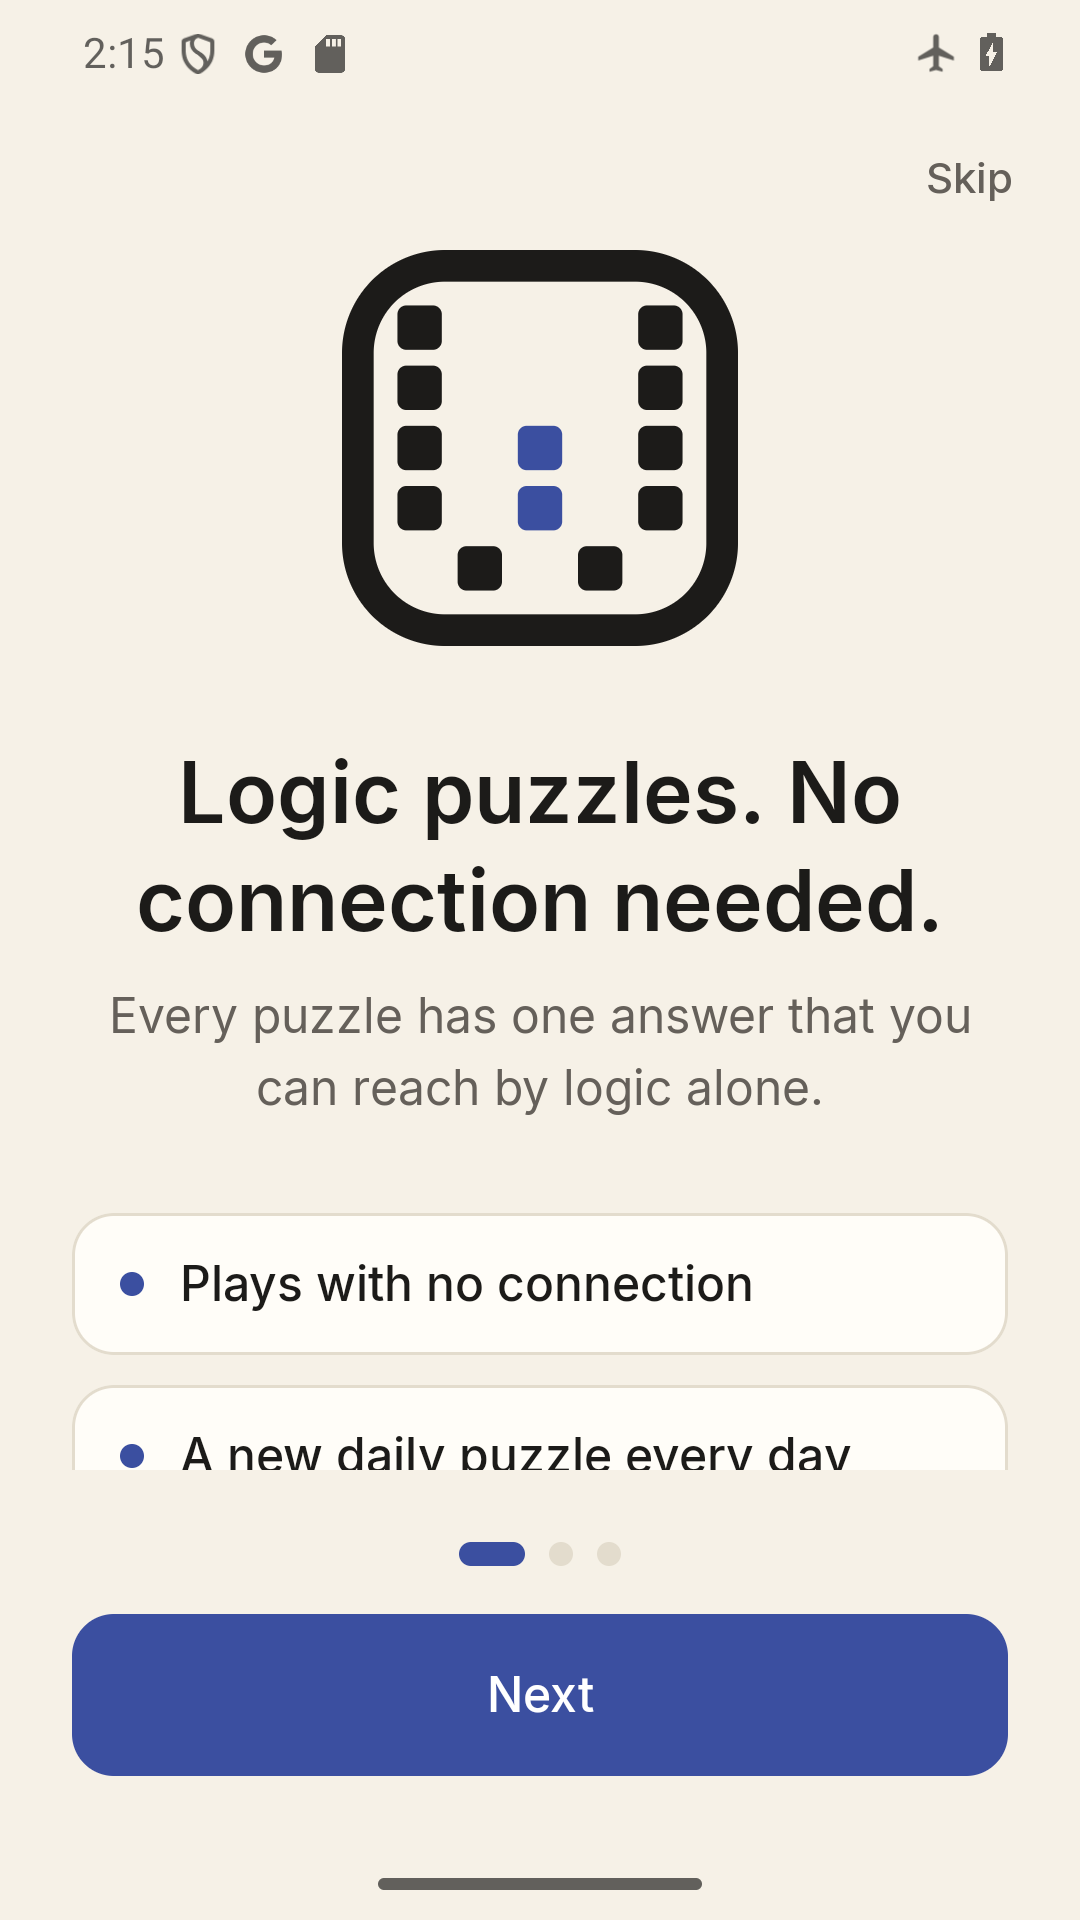 2:15
Skip
Logic puzzles. No
connection needed.
Every puzzle has one answer that you
can reach by logic alone.
Plays with no connection
A new daily puzzle every day
Next